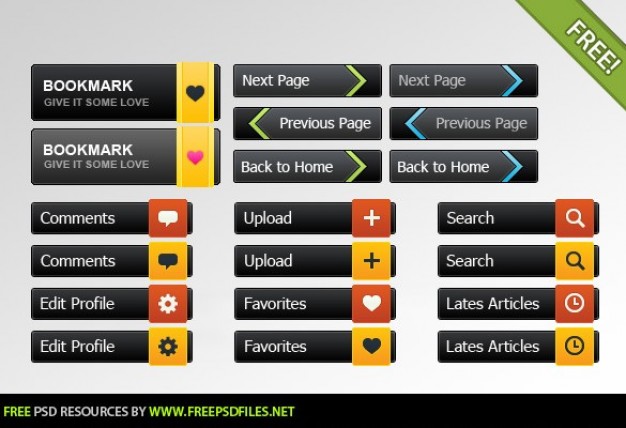 FREE!
BOOKMARK
GIVE IT SOME LOVE
Next Page
Next Page
Previous Page
Previous Page
BOOKMARK
GIVE IT SOME LOVE
Back to Home
Back to Home
Comments
Upload
Search
Comments
Upload
Search
Edit Profile
Favorites
Lates Articles
Edit Profile
Favorites
Lates Articles
FREE PSD RESOURCES BY WWW.FREEPSDFILES.NET